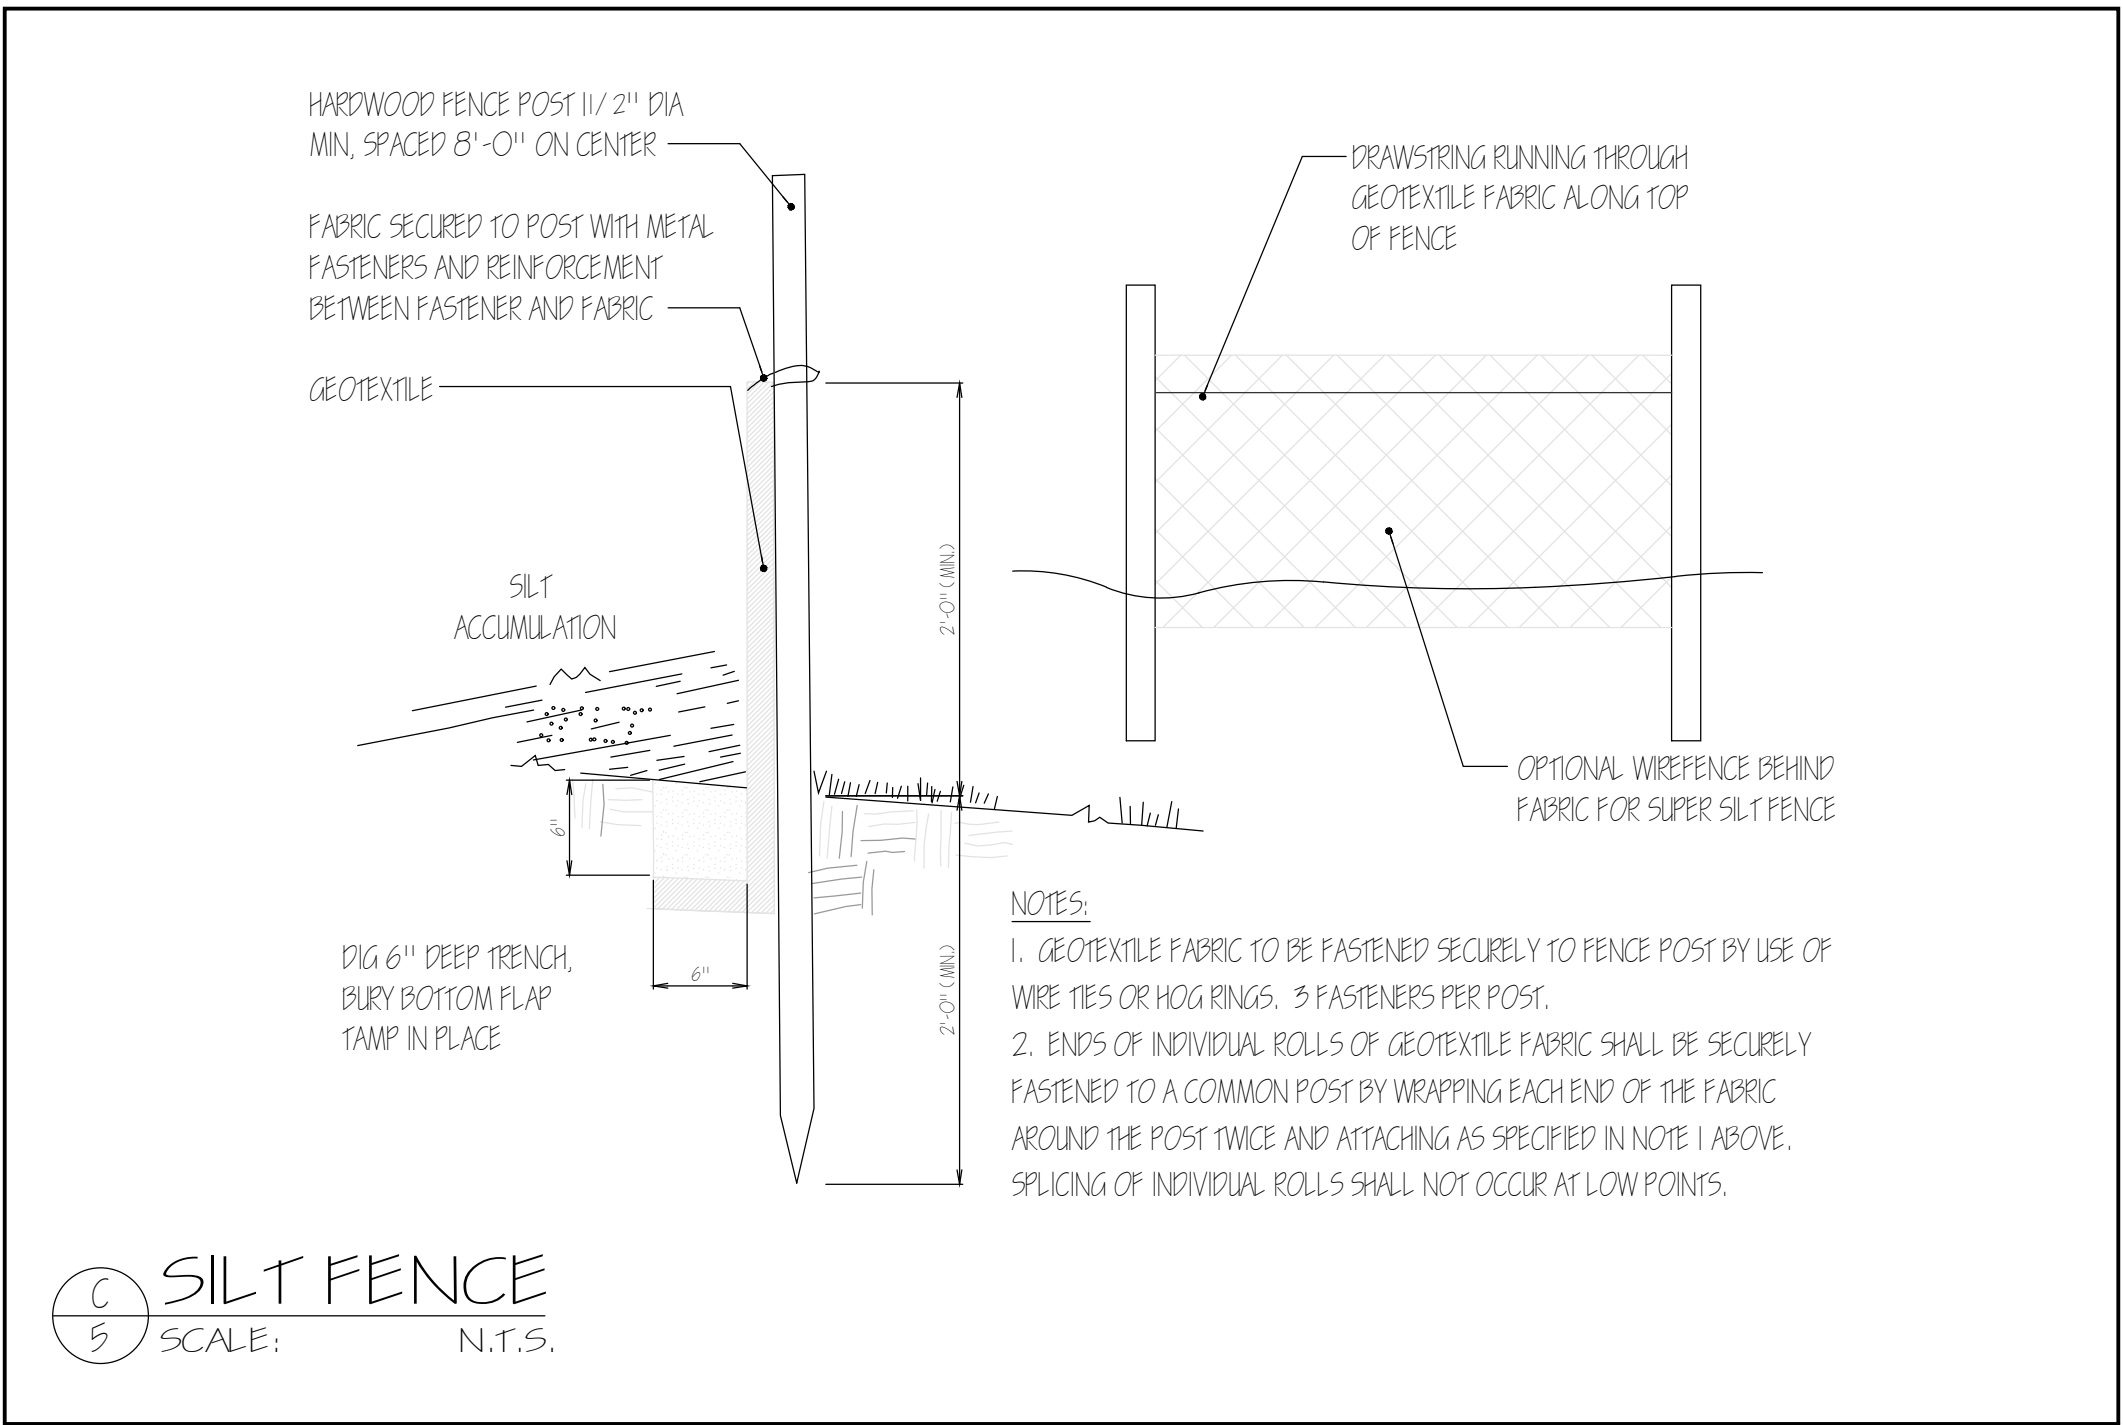 HARDWOOD FENCE POST 11/2" DIA
MIN, SPACED 8'-0" ON CENTER
FABRIC SECURED TO POST WITH METAL
FASTENERS AND REINFORCEMENT
BETWEEN FASTENER AND FABRIC
GEOTEXTILE
SILT
ACCUMULATION
6"
6"
DIG 6" DEEP TRENCH,
BURY BOTTOM FLAP
TAMP IN PLACE
2'-0" (MIN.)
2'-0" (MIN.)
DRAWSTRING RUNNING THROUGH
GEOTEXTILE FABRIC ALONG TOP
OF FENCE
OPTIONAL WIREFENCE BEHIND
FABRIC FOR SUPER SILT FENCE
NOTES:
1. GEOTEXTILE FABRIC TO BE FASTENED SECURELY TO FENCE POST BY USE OF
WIRE TIES OR HOG RINGS. 3 FASTENERS PER POST.
2. ENDS OF INDIVIDUAL ROLLS OF GEOTEXTILE FABRIC SHALL BE SECURELY
FASTENED TO A COMMON POST BY WRAPPING EACH END OF THE FABRIC
AROUND THE POST TWICE AND ATTACHING AS SPECIFIED IN NOTE 1 ABOVE.
SPLICING OF INDIVIDUAL ROLLS SHALL NOT OCCUR AT LOW POINTS.
C
5
SILT FENCE
SCALE: N.T.S.